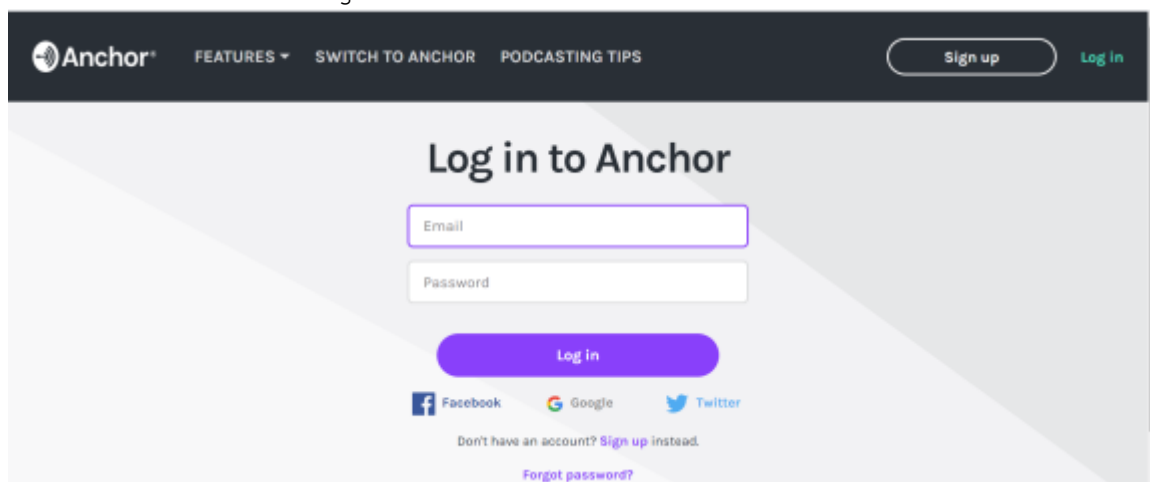 Anchor FEATURES SWITCH TO ANCHOR PODCASTING TIPS Sign up Log in
Log in to Anchor
Email
Password
Log in
Facebook Google Twitter
Don't have an account? Sign up instead.
Forgot password?